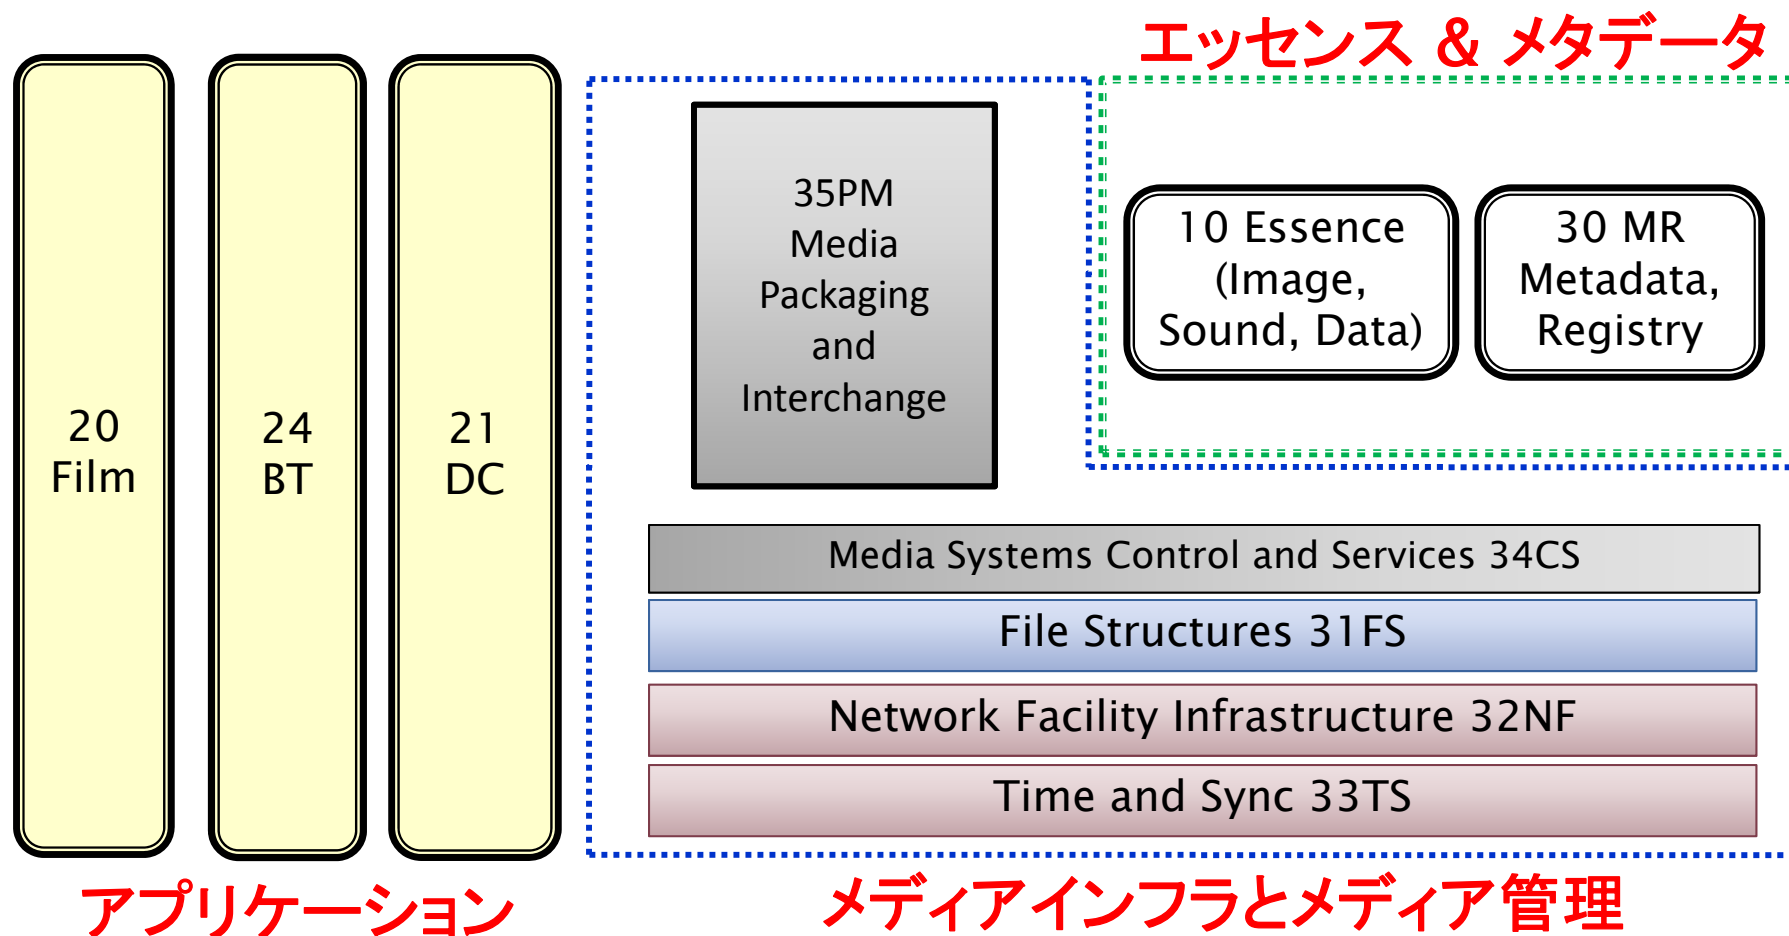 エッセンス & メタデータ
20
Film
24
BT
21
DC
35PM
Media
Packaging
and
Interchange
10 Essence
(Image,
Sound, Data)
30 MR
Metadata,
Registry
Media Systems Control and Services 34CS
File Structures 31FS
Network Facility Infrastructure 32NF
Time and Sync 33TS
アプリケーション
メディアインフラとメディア管理